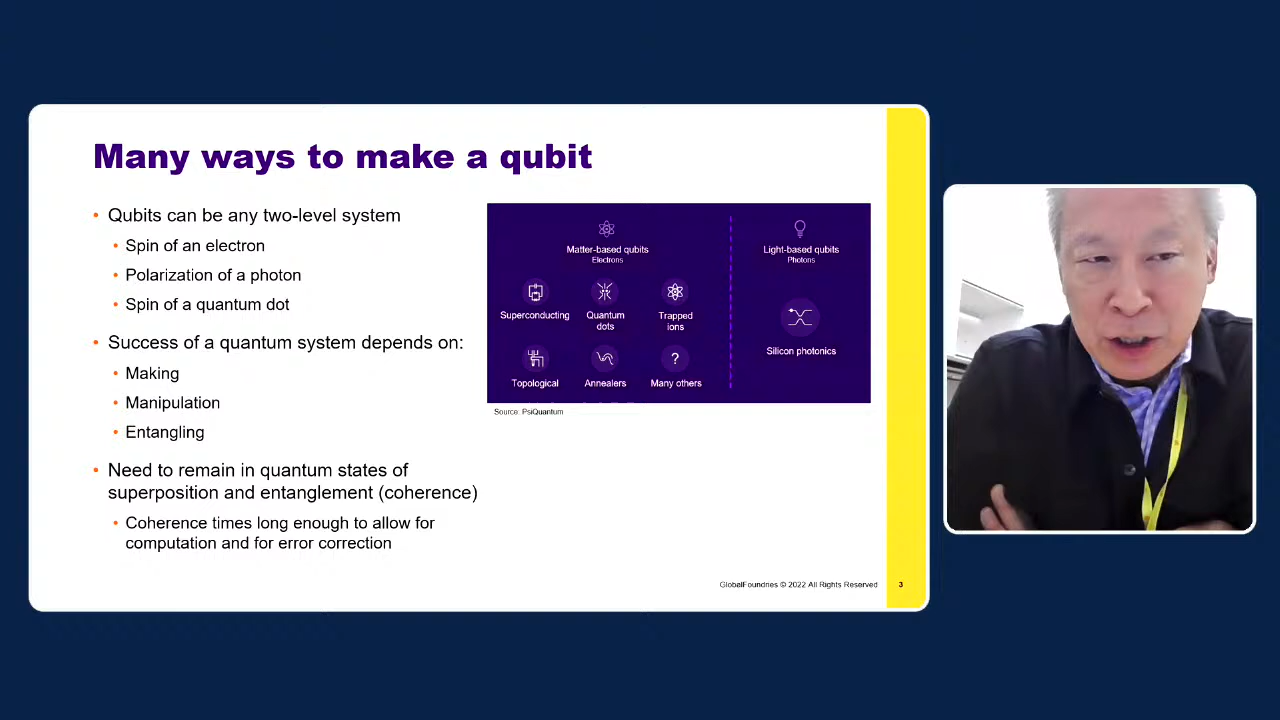 Many ways to make a qubit
• Qubits can be any two-level system
• Spin of an electron
• Polarization of a photon
• Spin of a quantum dot
• Success of a quantum system depends on:
• Making
• Manipulation
• Entangling
• Need to remain in quantum states of
superposition and entanglement (coherence)
• Coherence times long enough to allow for
computation and for error correction
Matter-based qubits
Electrons
Superconducting
Quantum
dots
Trapped
ions
Topological
Annealers
?
Many others
Light-based qubits
Photons
Silicon photonics
Source: PsiQuantum
GlobalFoundries © 2022 All Rights Reserved
3